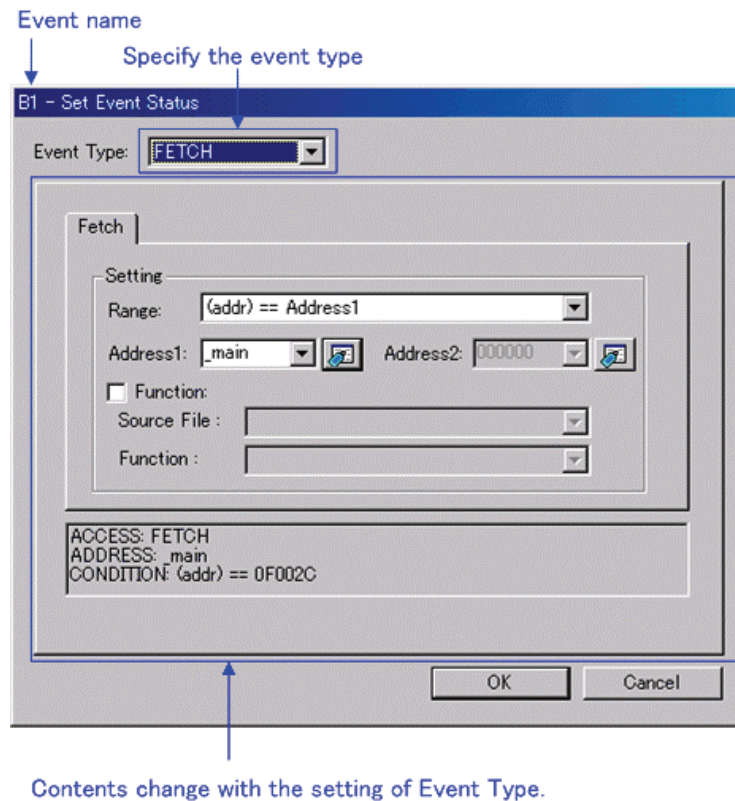 Event name
Specify the event type
B1 - Set Event Status
Event Type: FETCH
Fetch
Setting
Range: (addr) == Address1
Address1: _main Address2: 000000
Function:
Source File :
Function :
ACCESS: FETCH
ADDRESS: _main
CONDITION: (addr) == 0F002C
OK Cancel
Contents change with the setting of Event Type.